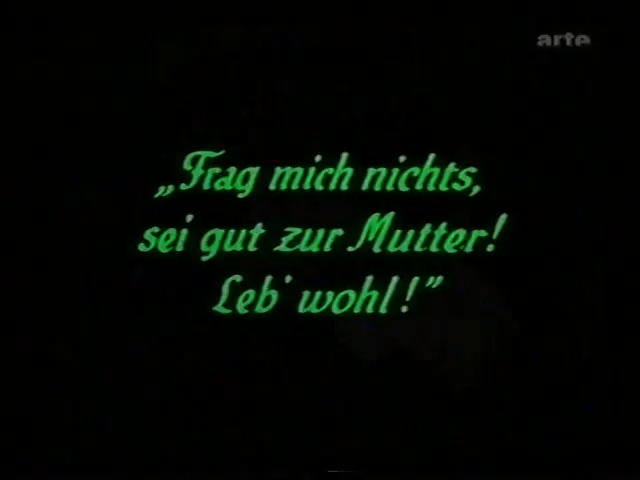 arte
„Frag mich nichts,
sei gut zur Mutter!
Leb' wohl!”